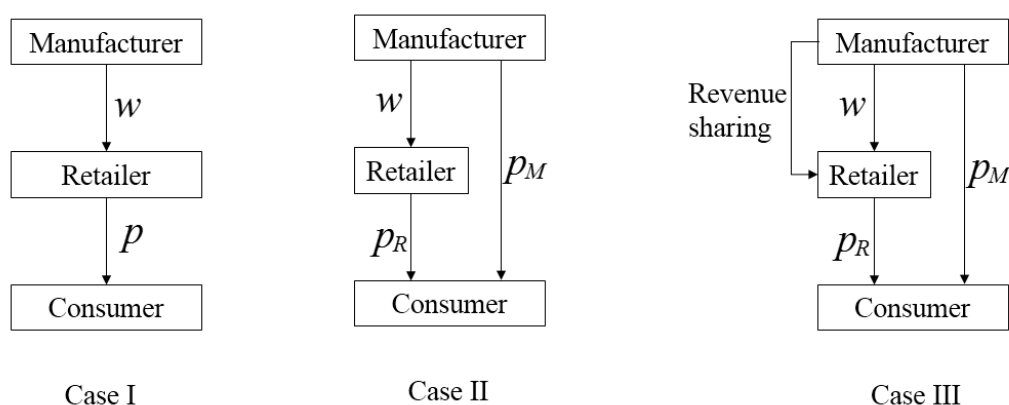 Manufacturer
w
Retailer
p
Consumer
Case I
Manufacturer
w
Retailer
p_M
p_R
Consumer
Case II
Manufacturer
Revenue
sharing
w
Retailer
p_M
p_R
Consumer
Case III